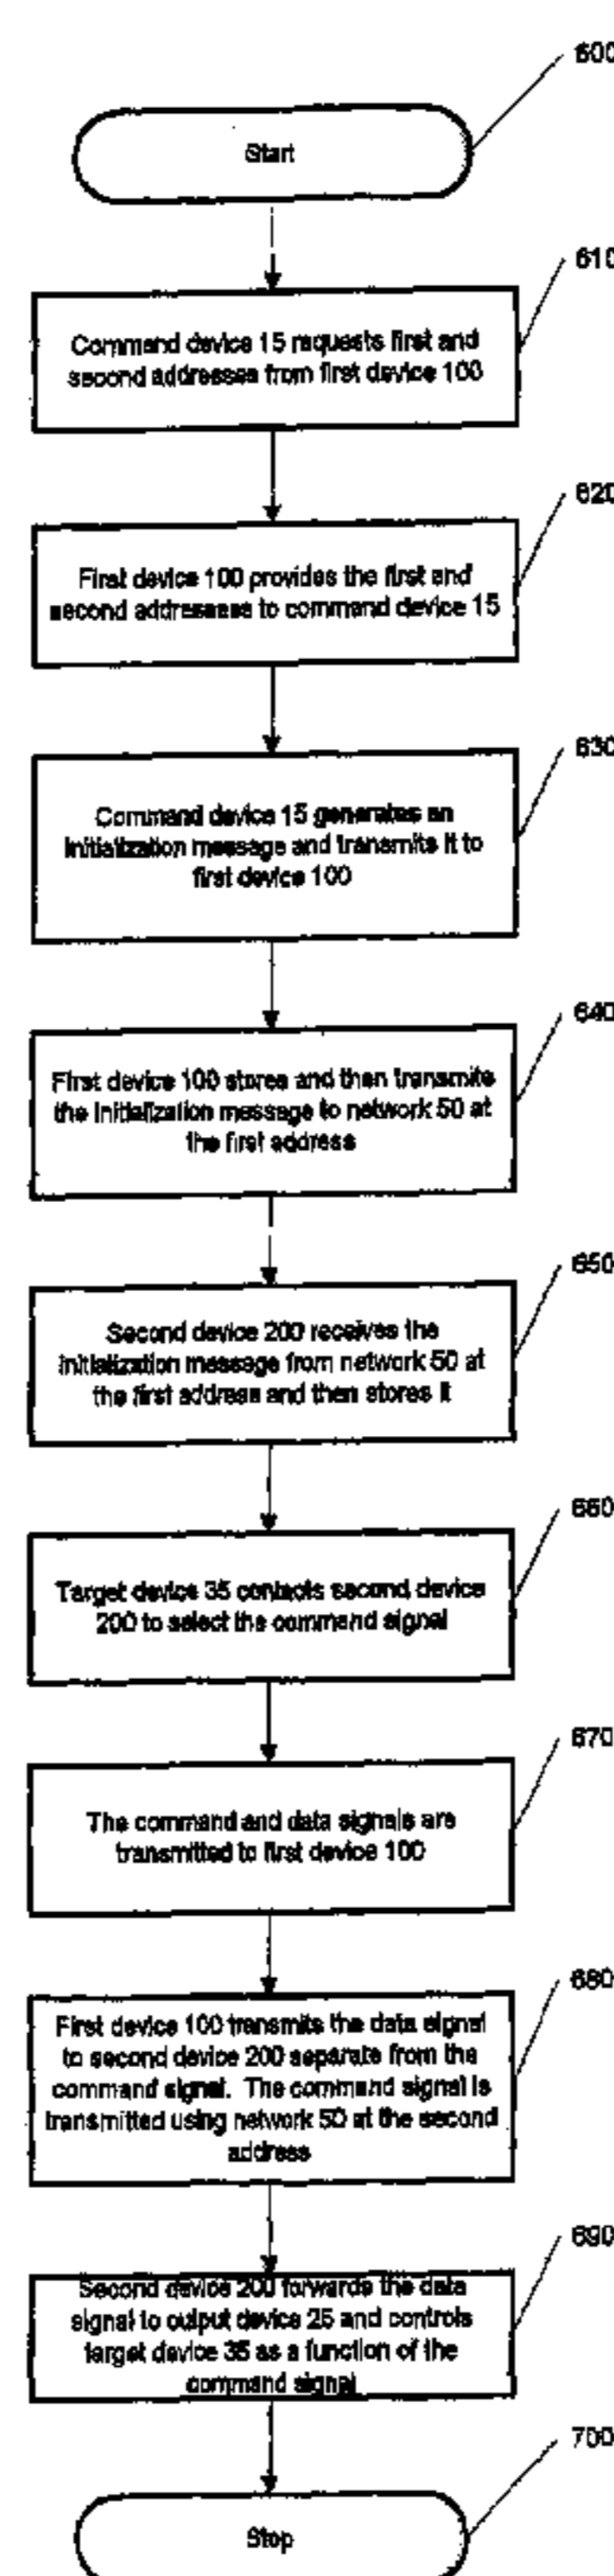 600
Start
610
Command device 15 requests first and
second addresses from first device 100
620
First device 100 provides the first and
second addresses to command device 15
630
Command device 15 generates an
initialization message and transmits it to
first device 100
640
First device 100 stores and then transmits
the initialization message to network 50 at
the first address
650
Second device 200 receives the
initialization message from network 50 at
the first address and then stores it
660
Target device 35 contacts second device
200 to select the command signal
670
The command and data signals are
transmitted to first device 100
680
First device 100 transmits the data signal
to second device 200 separate from the
command signal. The command signal is
transmitted using network 50 at the second
address
690
Second device 200 forwards the data
signal to output device 25 and controls
target device 35 as a function of the
command signal
700
Stop